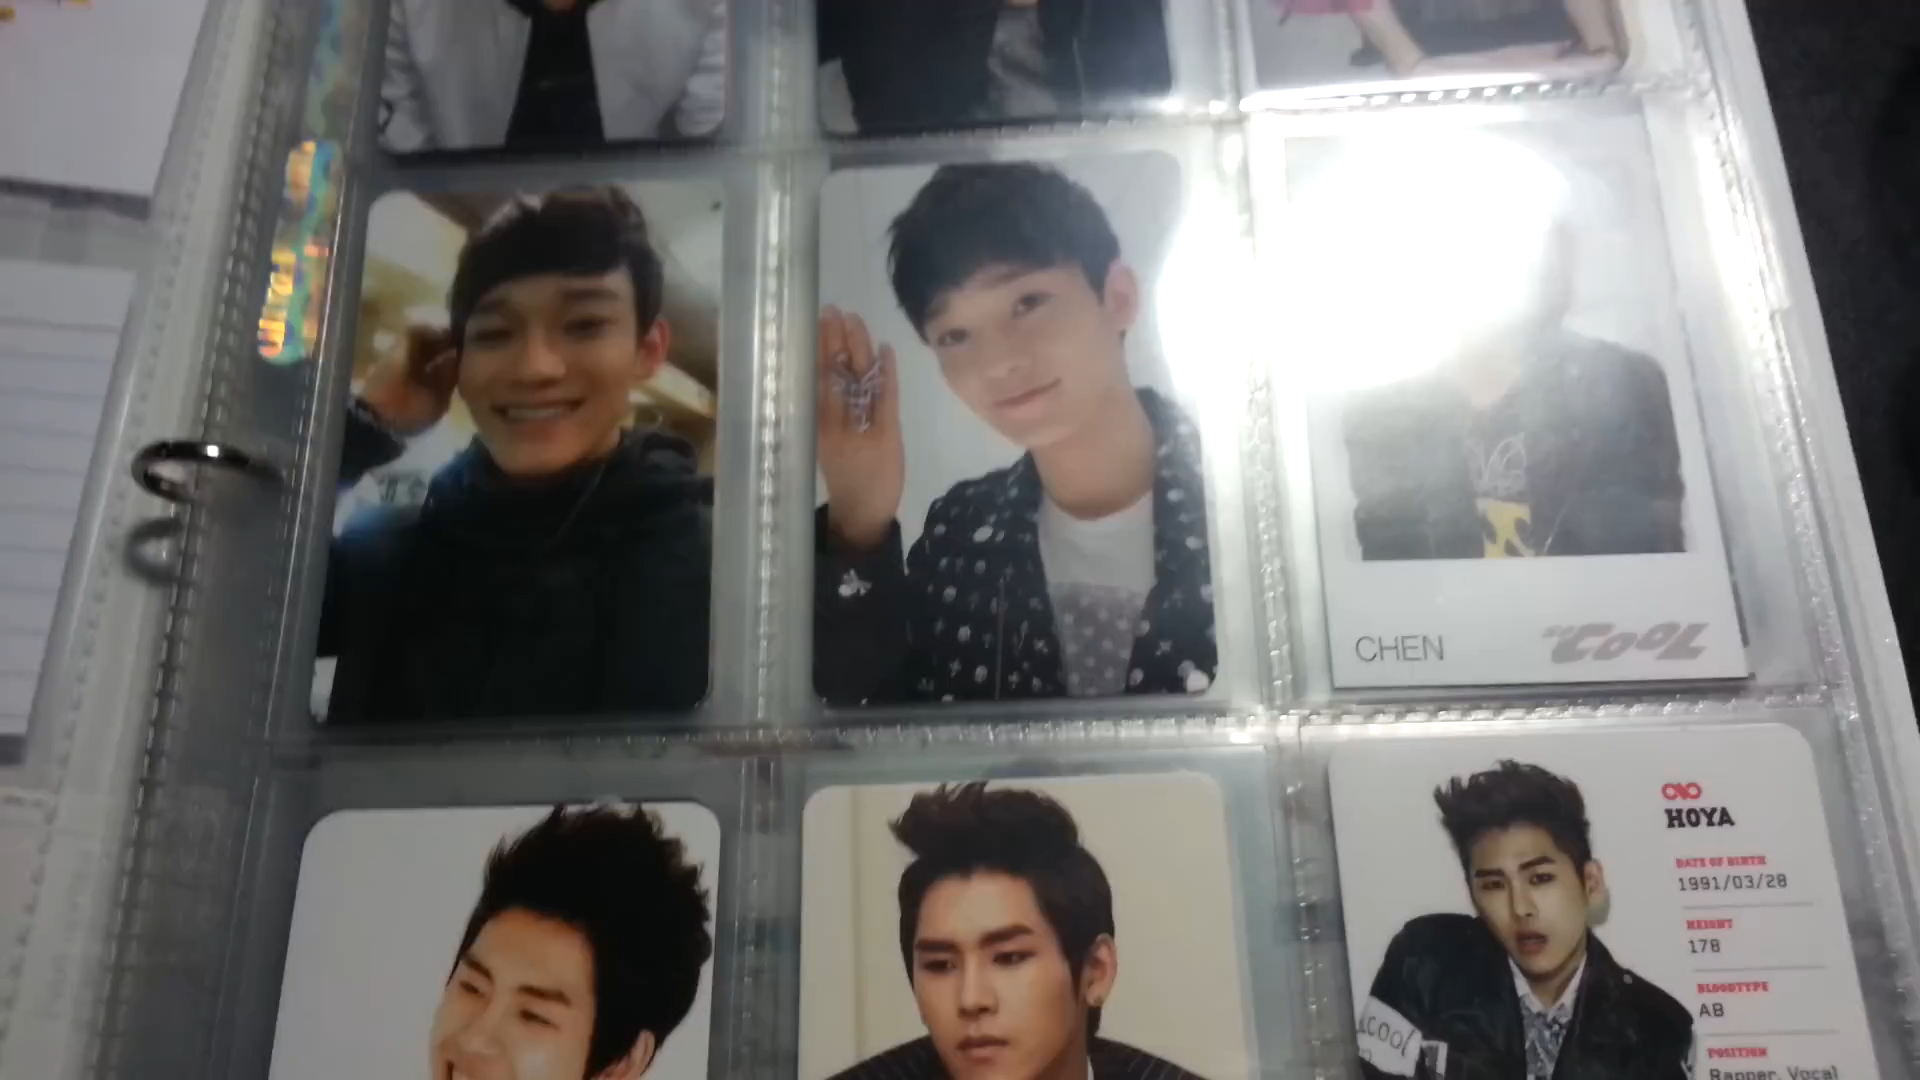 CHEN
COOL
HOYA
DATE OF BIRTH
1991/03/28
HEIGHT
178
BLOODTYPE
AB
POSITION
Rapper, Vocal